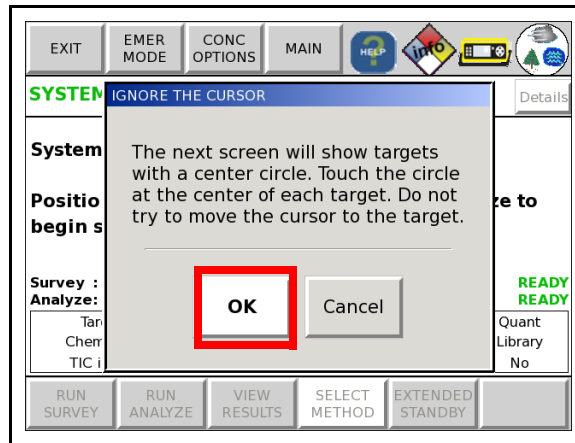 EXIT
EMER
MODE
CONC
OPTIONS
MAIN
HELP
info
SYSTEM
Details
IGNORE THE CURSOR
The next screen will show targets
with a center circle. Touch the circle
at the center of each target. Do not
try to move the cursor to the target.
OK
Cancel
System
Positio
ze to
begin s
Survey :
READY
Analyze:
READY
Tar
Quant
Chem
Library
TIC i
No
RUN
SURVEY
RUN
ANALYZE
VIEW
RESULTS
SELECT
METHOD
EXTENDED
STANDBY